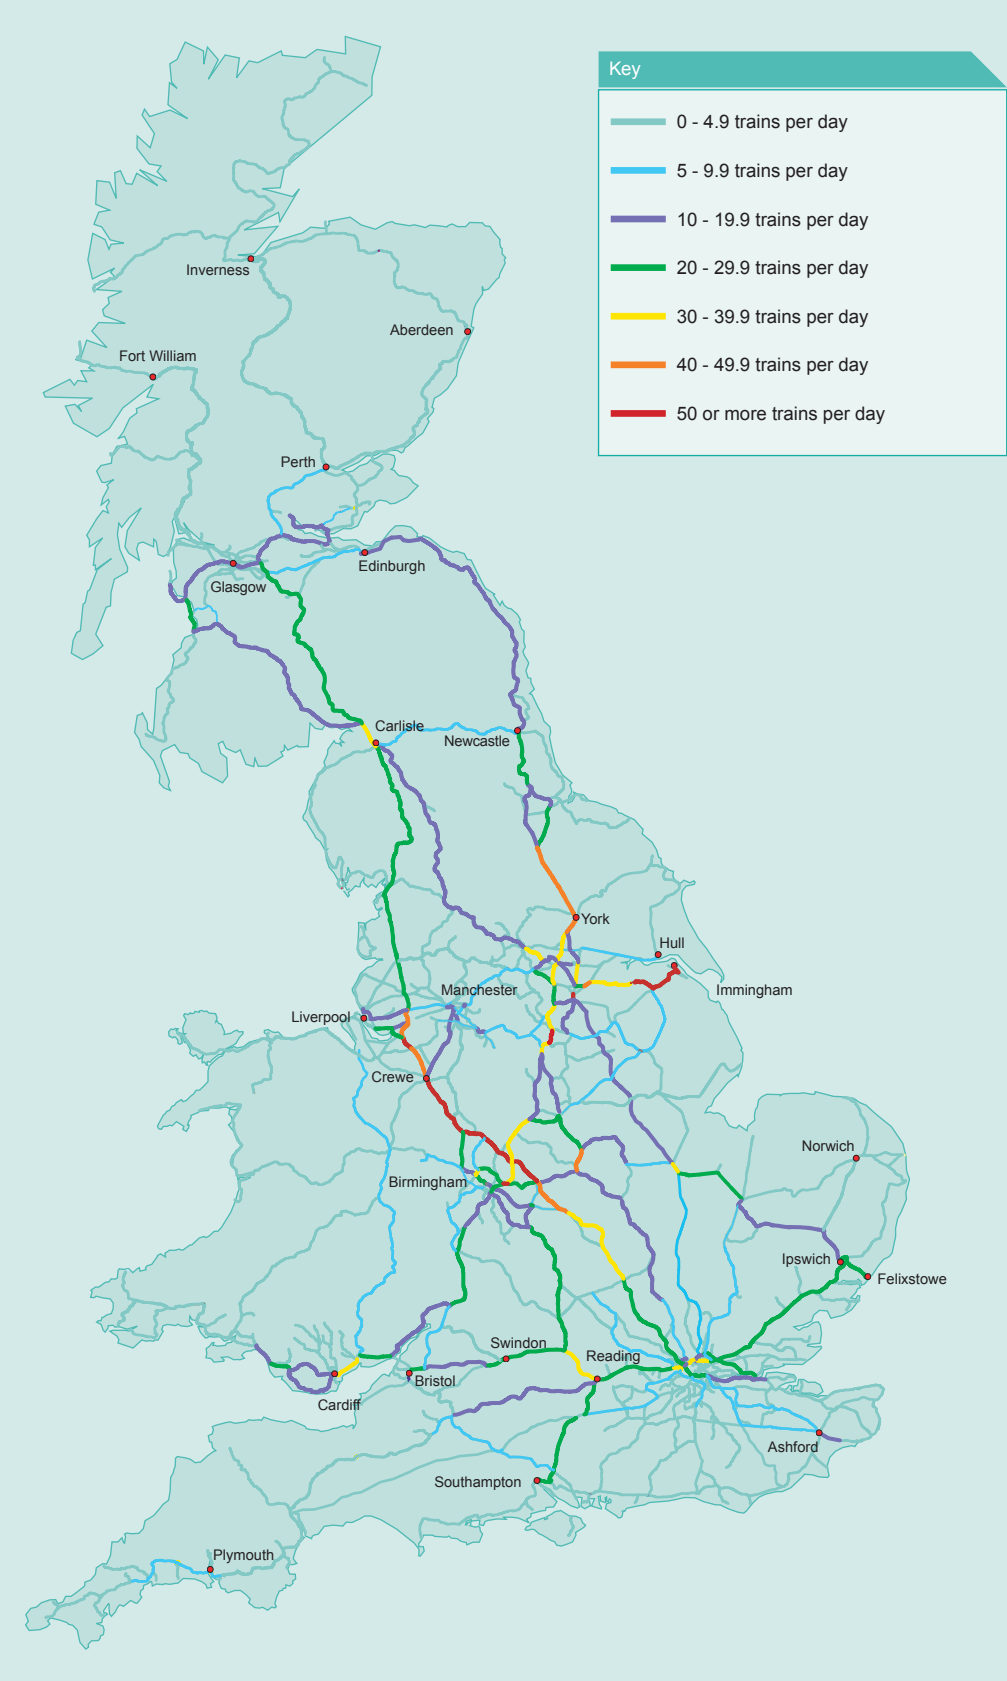 Key
0 - 4.9 trains per day
5 - 9.9 trains per day
10 - 19.9 trains per day
20 - 29.9 trains per day
30 - 39.9 trains per day
40 - 49.9 trains per day
50 or more trains per day
Inverness
Aberdeen
Fort William
Perth
Edinburgh
Glasgow
Carlisle
Newcastle
York
Hull
Manchester
Immingham
Liverpool
Crewe
Norwich
Birmingham
Ipswich
Felixstowe
Swindon
Reading
Bristol
Cardiff
Ashford
Southampton
Plymouth